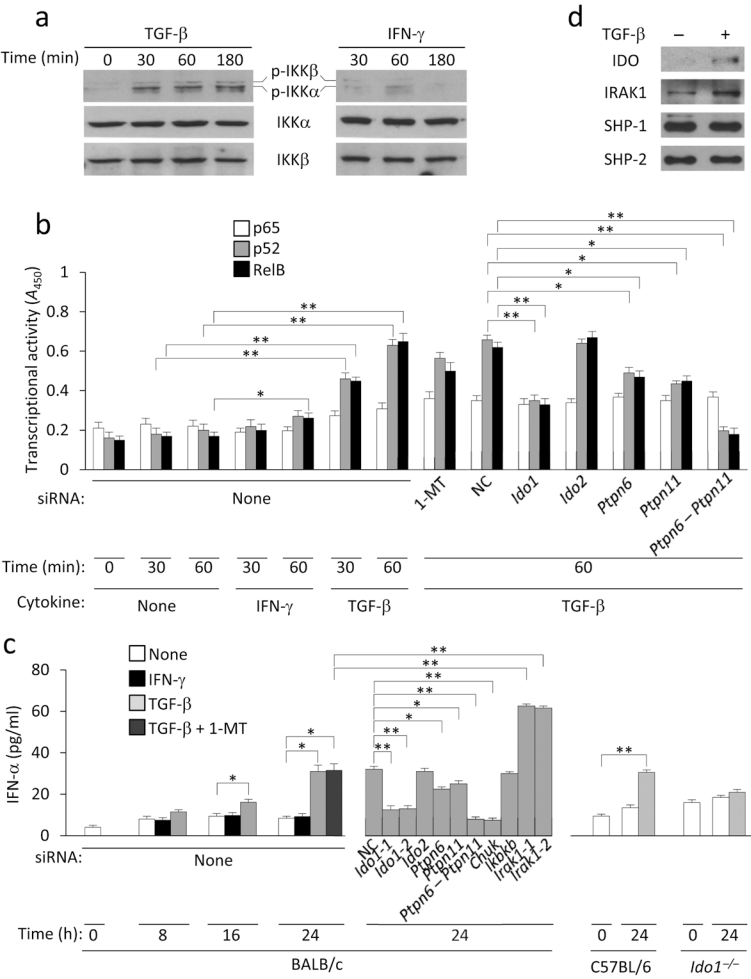 a
TGF-β IFN-γ
Time (min) 0 30 60 180 30 60 180
p-IKKβ
p-IKKα
IKKα
IKKβ
d
TGF-β – +
IDO
IRAK1
SHP-1
SHP-2
b
p65
p52
RelB
Transcriptional activity (A450)
1
0.8
0.6
0.4
0.2
0
** ** ** ** * ** ** * * * * ** **
siRNA: None 1-MT NC Ido1 Ido2 Ptpn6 Ptpn11 Ptpn6 – Ptpn11
Time (min): 0 30 60 30 60 30 60 60
Cytokine: None IFN-γ TGF-β TGF-β
c
None
IFN-γ
TGF-β
TGF-β + 1-MT
IFN-α (pg/ml)
80
60
40
20
0
* * * ** ** * * ** ** ** ** **
siRNA: None NC Ido1-1 Ido1-2 Ido2 Ptpn6 Ptpn11 Ptpn6 – Ptpn11 Chuk Ikbkb Irak1-1 Irak1-2
Time (h): 0 8 16 24 24 0 24 0 24
BALB/c C57BL/6 Ido1–/–